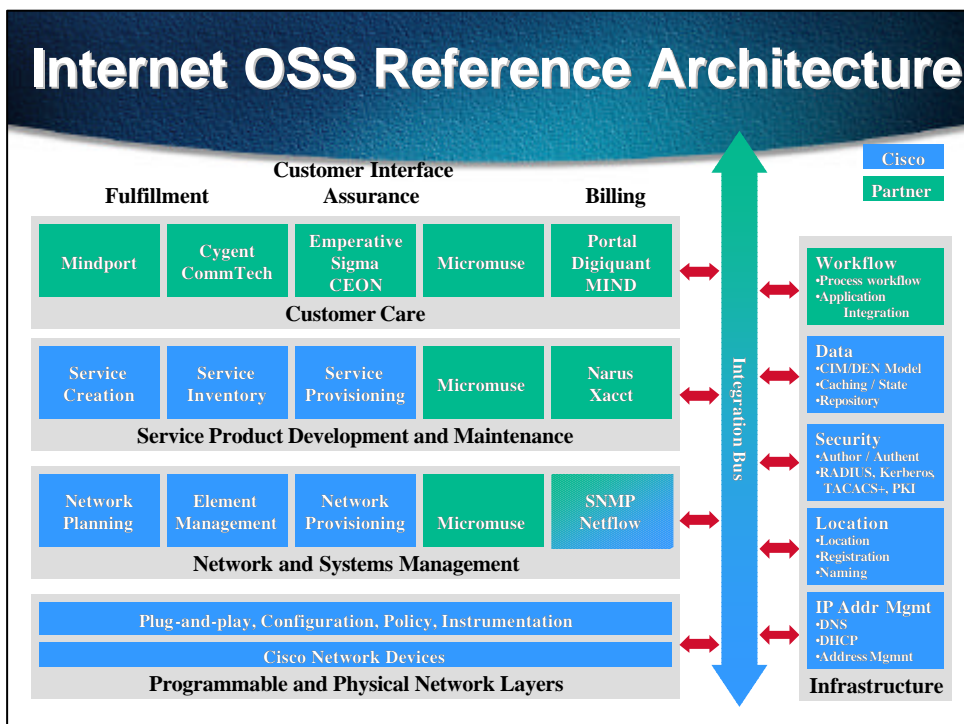 Internet OSS Reference Architecture
Customer Interface
Fulfillment
Assurance
Billing
Cisco
Partner
Mindport
Cygent
CommTech
Emperative
Sigma
CEON
Micromuse
Portal
Digiquant
MIND
Customer Care
Service
Creation
Service
Inventory
Service
Provisioning
Micromuse
Narus
Xacct
Service Product Development and Maintenance
Network
Planning
Element
Management
Network
Provisioning
Micromuse
SNMP
Netflow
Network and Systems Management
Plug-and-play, Configuration, Policy, Instrumentation
Cisco Network Devices
Programmable and Physical Network Layers
Integration Bus
Workflow
•Process workflow
•Application
Integration
Data
•CIM/DEN Model
•Caching / State
•Repository
Security
•Author / Authent
•RADIUS, Kerberos,
TACACS+, PKI
Location
•Location
•Registration
•Naming
IP Addr Mgmt
•DNS
•DHCP
•Address Mgmnt
Infrastructure